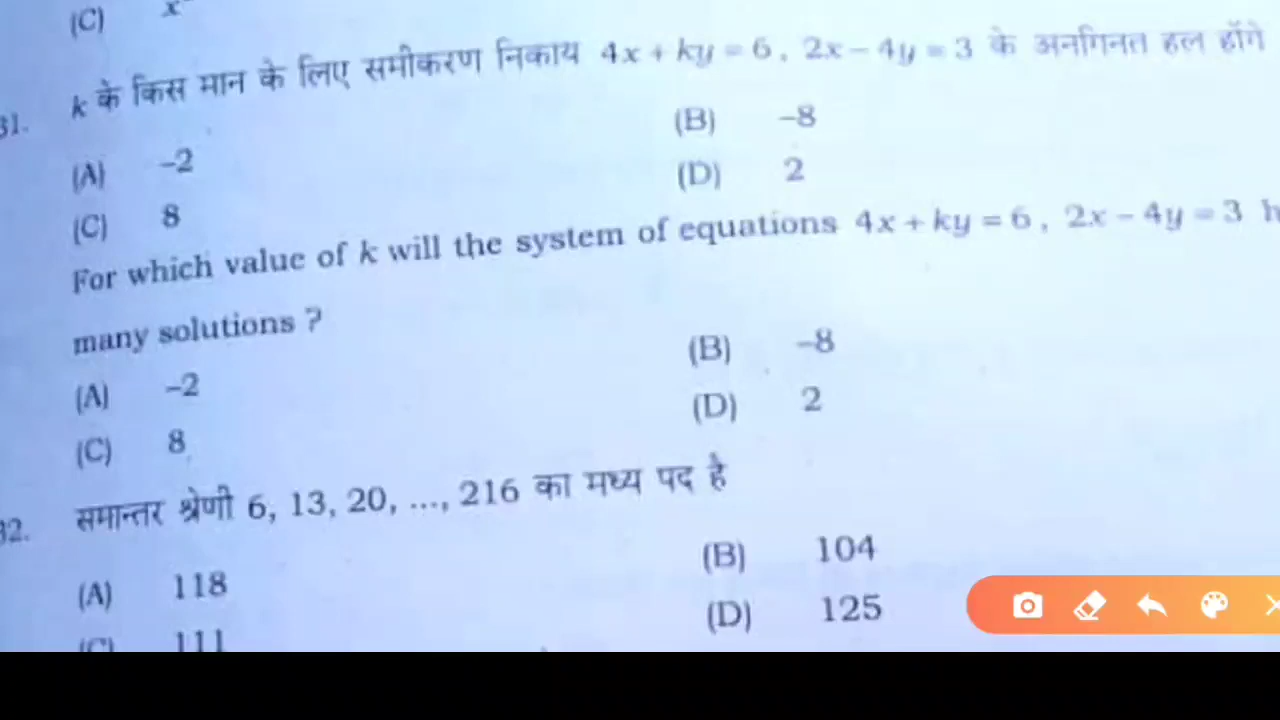 (C) x
31. k के किस मान के लिए समीकरण निकाय 4x + ky = 6, 2x – 4y = 3 के अनगिनत हल होंगे
(A) –2 (B) –8
(C) 8 (D) 2
For which value of k will the system of equations 4x + ky = 6, 2x – 4y = 3
many solutions ?
(A) –2 (B) –8
(C) 8 (D) 2
32. समान्तर श्रेणी 6, 13, 20, ..., 216 का मध्य पद है
(A) 118 (B) 104
(C) 111 (D) 125